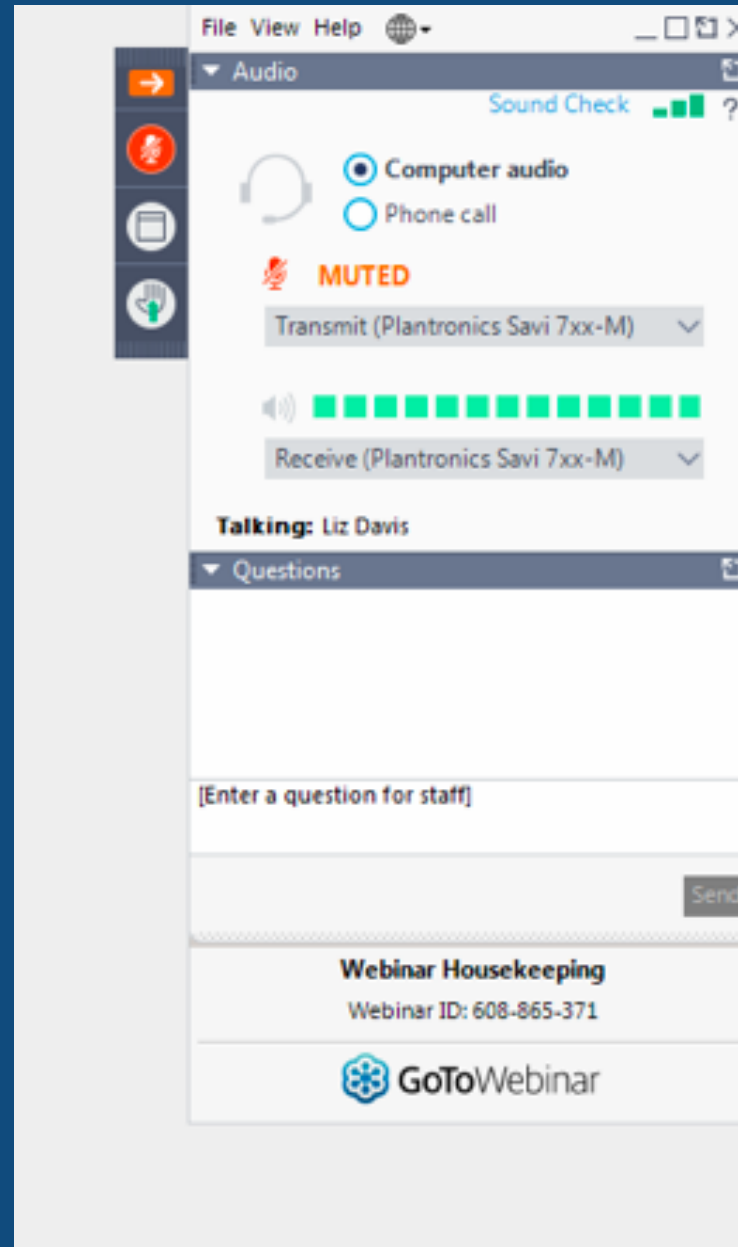 File View Help
Audio
Sound Check ?
Computer audio
Phone call
MUTED
Transmit (Plantronics Savi 7xx-M)
Receive (Plantronics Savi 7xx-M)
Talking: Liz Davis
Questions
[Enter a question for staff]
Send
Webinar Housekeeping
Webinar ID: 608-865-371
GoToWebinar